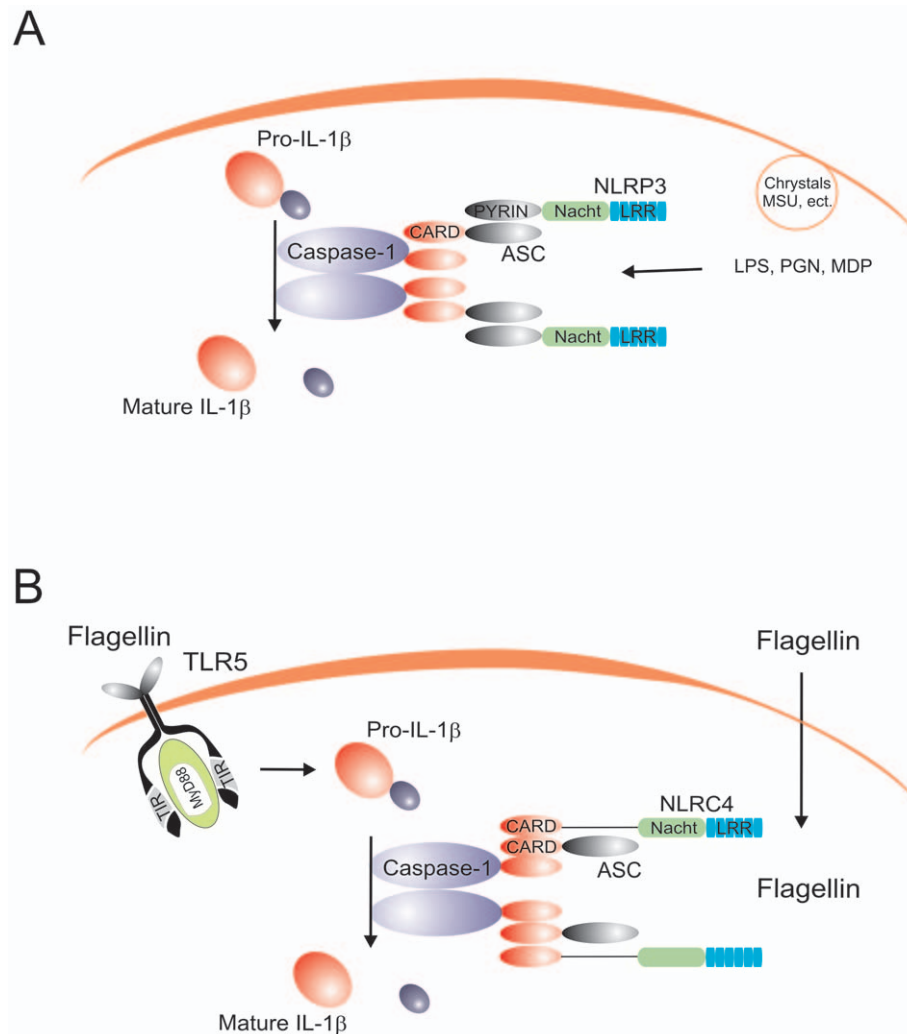 A
Pro-IL-1β
Chrystals
MSU, ect.
NLRP3
PYRIN
Nacht
LRR
CARD
ASC
Caspase-1
LPS, PGN, MDP
Nacht
LRR
Mature IL-1β
B
Flagellin
TLR5
Flagellin
Pro-IL-1β
TIR
MyD88
TIR
NLRC4
CARD
Nacht
LRR
CARD
ASC
Caspase-1
Flagellin
Mature IL-1β